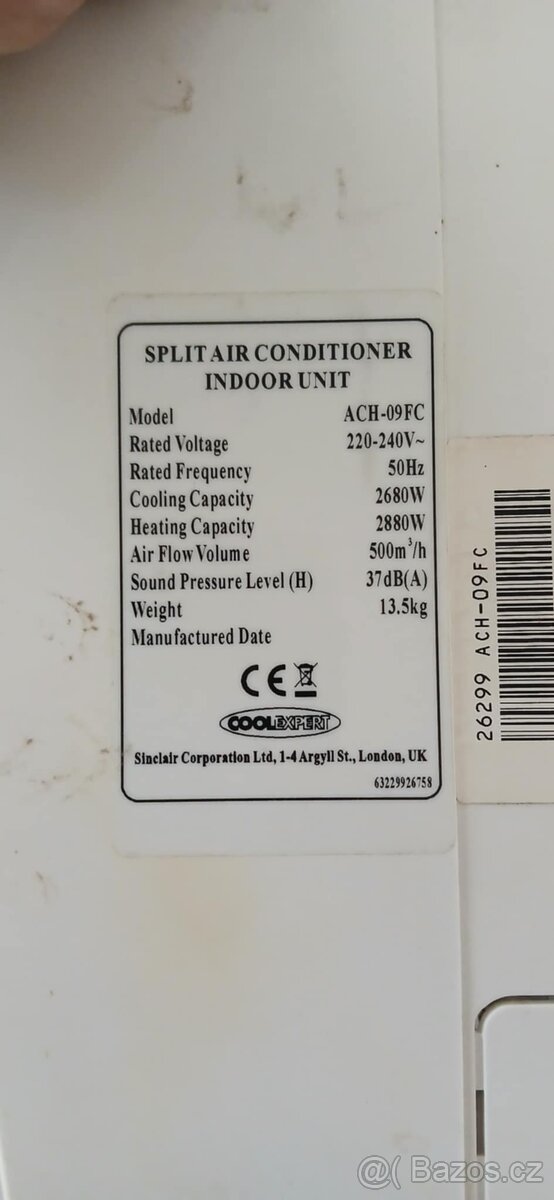 SPLIT AIR CONDITIONER
INDOOR UNIT
Model ACH-09FC
Rated Voltage 220-240V~
Rated Frequency 50Hz
Cooling Capacity 2680W
Heating Capacity 2880W
Air Flow Volume 500m³/h
Sound Pressure Level (H) 37dB(A)
Weight 13.5kg
Manufactured Date
CE
COOLEXPERT
Sinclair Corporation Ltd, 1-4 Argyll St., London, UK
63229926758
26299 ACH-09FC
@( Bazos.cz